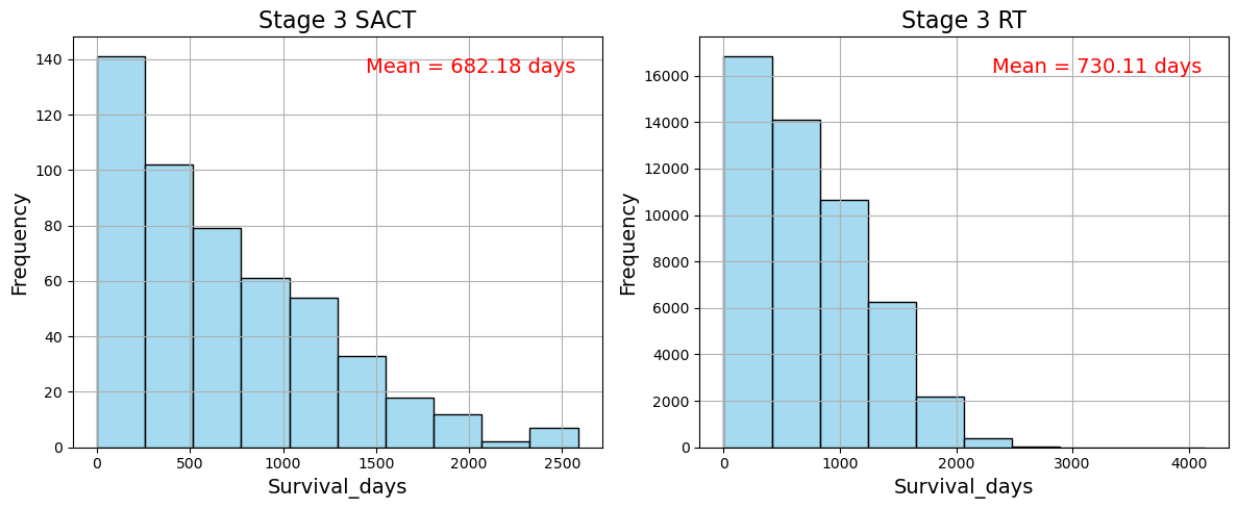 Stage 3 SACT
Mean = 682.18 days
140
120
100
80
60
40
20
0
Frequency
0 500 1000 1500 2000 2500
Survival_days
Stage 3 RT
Mean = 730.11 days
16000
14000
12000
10000
8000
6000
4000
2000
0
Frequency
0 1000 2000 3000 4000
Survival_days